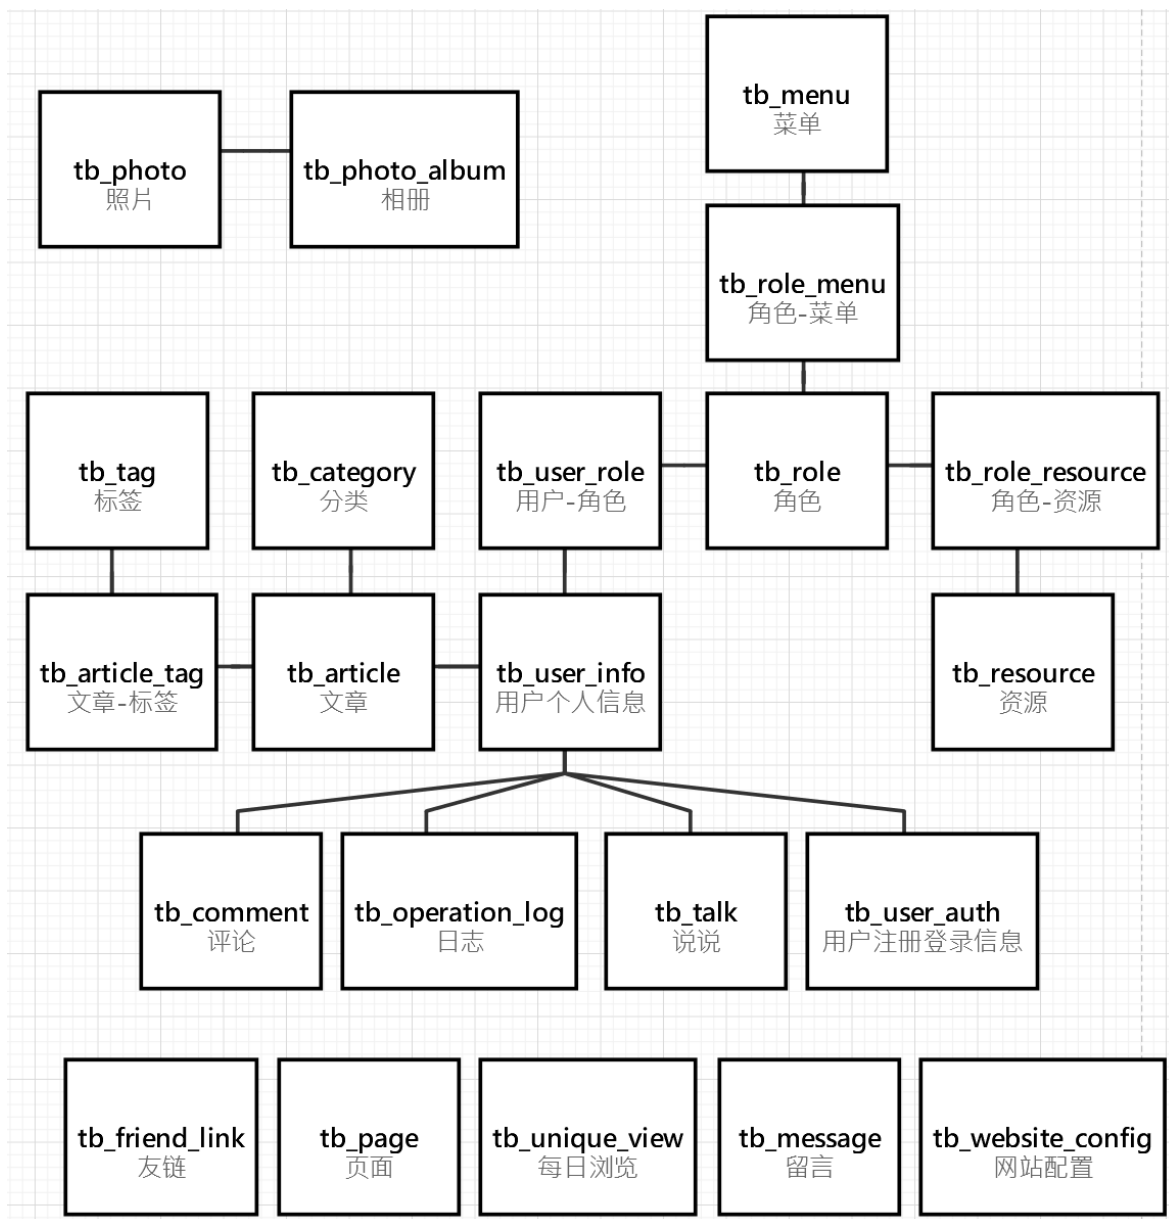 tb_menu
菜单
tb_photo
照片
tb_photo_album
相册
tb_role_menu
角色-菜单
tb_tag
标签
tb_category
分类
tb_user_role
用户-角色
tb_role
角色
tb_role_resource
角色-资源
tb_article_tag
文章-标签
tb_article
文章
tb_user_info
用户个人信息
tb_resource
资源
tb_comment
评论
tb_operation_log
日志
tb_talk
说说
tb_user_auth
用户注册登录信息
tb_friend_link
友链
tb_page
页面
tb_unique_view
每日浏览
tb_message
留言
tb_website_config
网站配置